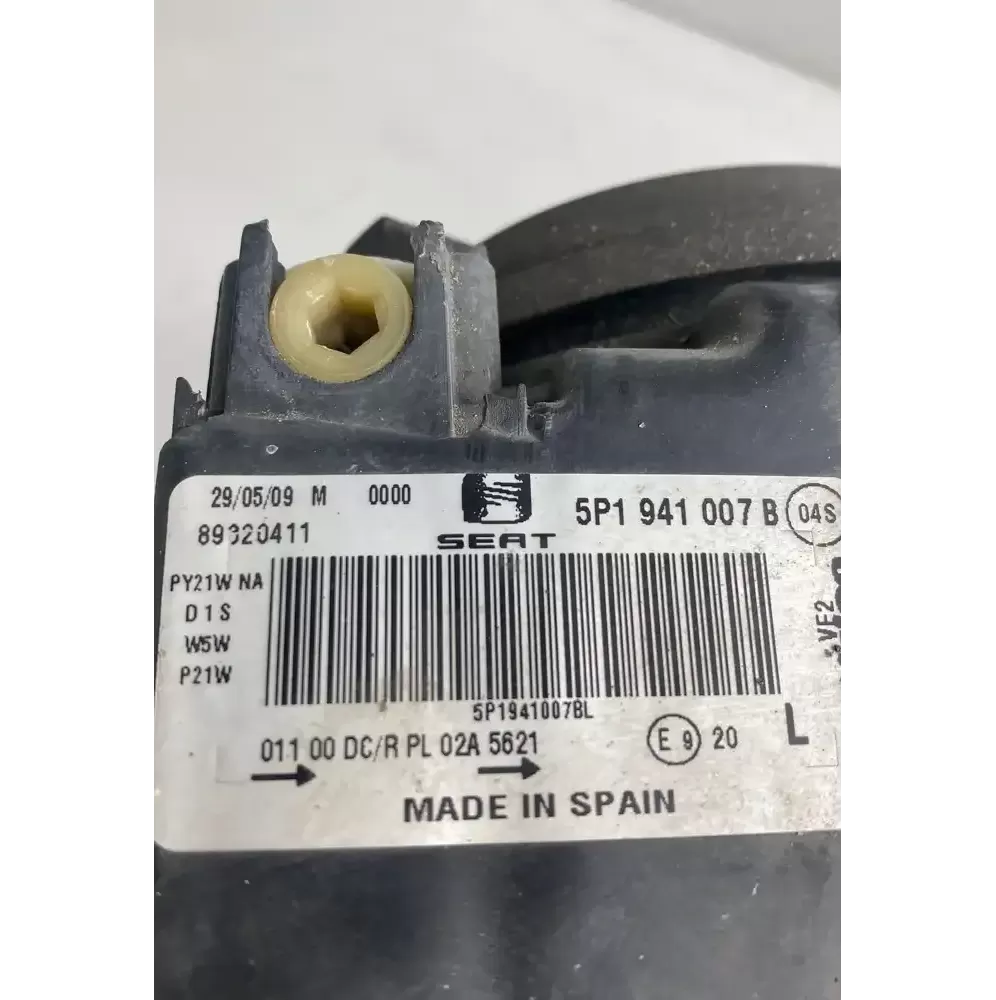 29/05/09 M 0000
89320411
SEAT
5P1 941 007 B 04S
PY21W NA
D1S
W5W
P21W
VE2
5P1941007BL
L
011 00 DC/R PL 02A 5621
E 9 20
MADE IN SPAIN